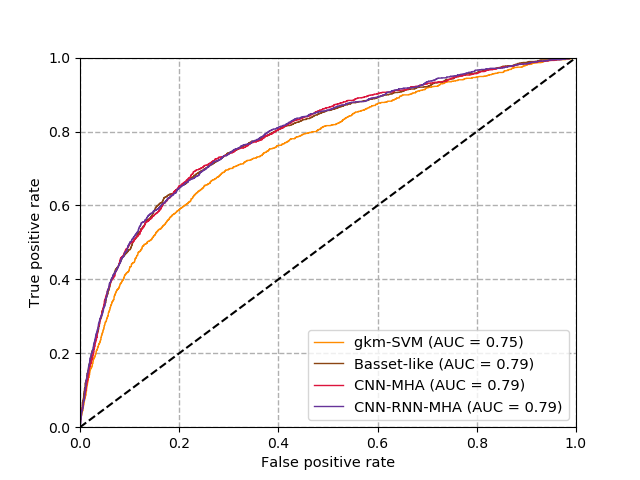 1.0
0.8
0.6
0.4
0.2
0.0
True positive rate
gkm-SVM (AUC = 0.75)
Basset-like (AUC = 0.79)
CNN-MHA (AUC = 0.79)
CNN-RNN-MHA (AUC = 0.79)
0.0 0.2 0.4 0.6 0.8 1.0
False positive rate